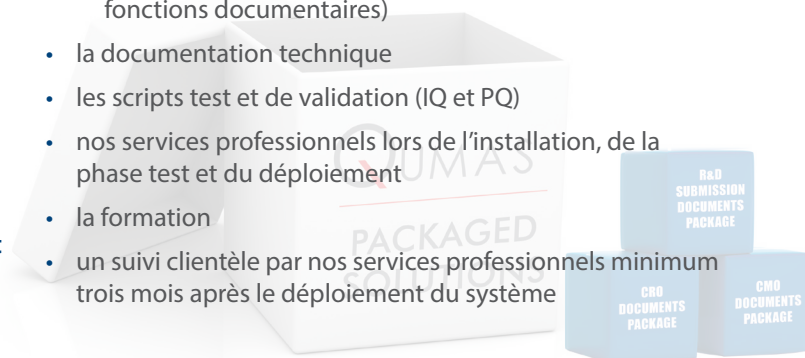 fonctions documentaires)
• la documentation technique
• les scripts test et de validation (IQ et PQ)
• nos services professionnels lors de l'installation, de la
phase test et du déploiement
• la formation
• un suivi clientèle par nos services professionnels minimum
trois mois après le déploiement du système
QUMAS
PACKAGED
SOLUTIONS
R&D
SUBMISSION
DOCUMENTS
PACKAGE
CRO
DOCUMENTS
PACKAGE
CMO
DOCUMENTS
PACKAGE